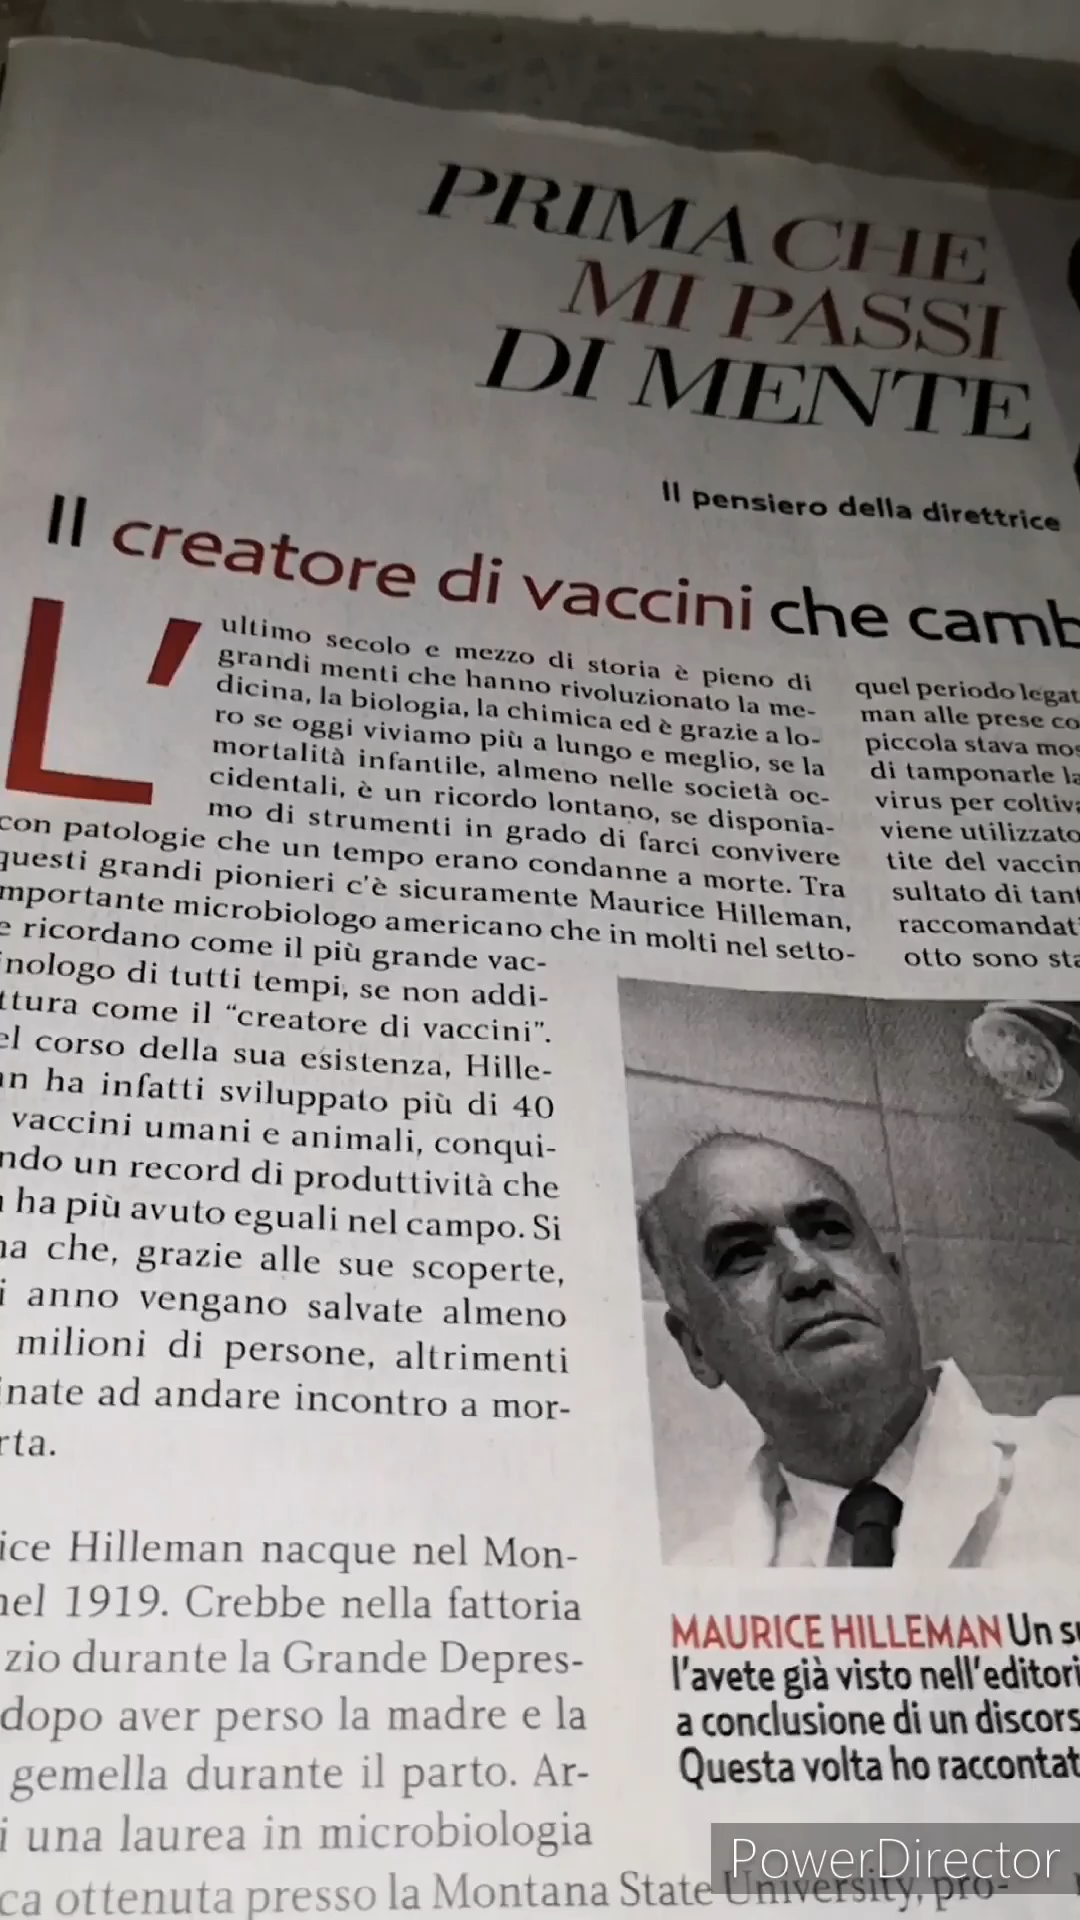 PRIMA CHE
MI PASSI
DI MENTE
Il pensiero della direttrice
Il creatore di vaccini che
L'ultimo secolo e mezzo di storia è pieno di
grandi menti che hanno rivoluzionato la me-
dicina, la biologia, la chimica ed è grazie a lo-
ro se oggi viviamo più a lungo e meglio, se la
mortalità infantile, almeno nelle società oc-
cidentali, è un ricordo lontano, se disponia-
mo di strumenti in grado di farci convivere
con patologie che un tempo erano condanne a morte. Tra
questi grandi pionieri c'è sicuramente Maurice Hilleman,
mportante microbiologo americano che in molti nel setto-
e ricordano come il più grande vac-
inologo di tutti tempi, se non addi-
ttura come il “creatore di vaccini”.
el corso della sua esistenza, Hille-
an ha infatti sviluppato più di 40
vaccini umani e animali, conqui-
ndo un record di produttività che
ha più avuto eguali nel campo. Si
ma che, grazie alle sue scoperte,
i anno vengano salvate almeno
milioni di persone, altrimenti
inate ad andare incontro a mor-
rta.
ice Hilleman nacque nel Mon-
nel 1919. Crebbe nella fattoria
zio durante la Grande Depres-
dopo aver perso la madre e la
gemella durante il parto. Ar-
i una laurea in microbiologia
ca ottenuta presso la Montana State University, pro-
quel periodo legat
man alle prese co
piccola stava mos
di tamponarle la
virus per coltiva
viene utilizzato
tite del vaccin
sultato di tant
raccomandat
otto sono sta
MAURICE HILLEMAN Un su
l'avete già visto nell'editori
a conclusione di un discors
Questa volta ho raccontat
PowerDirector